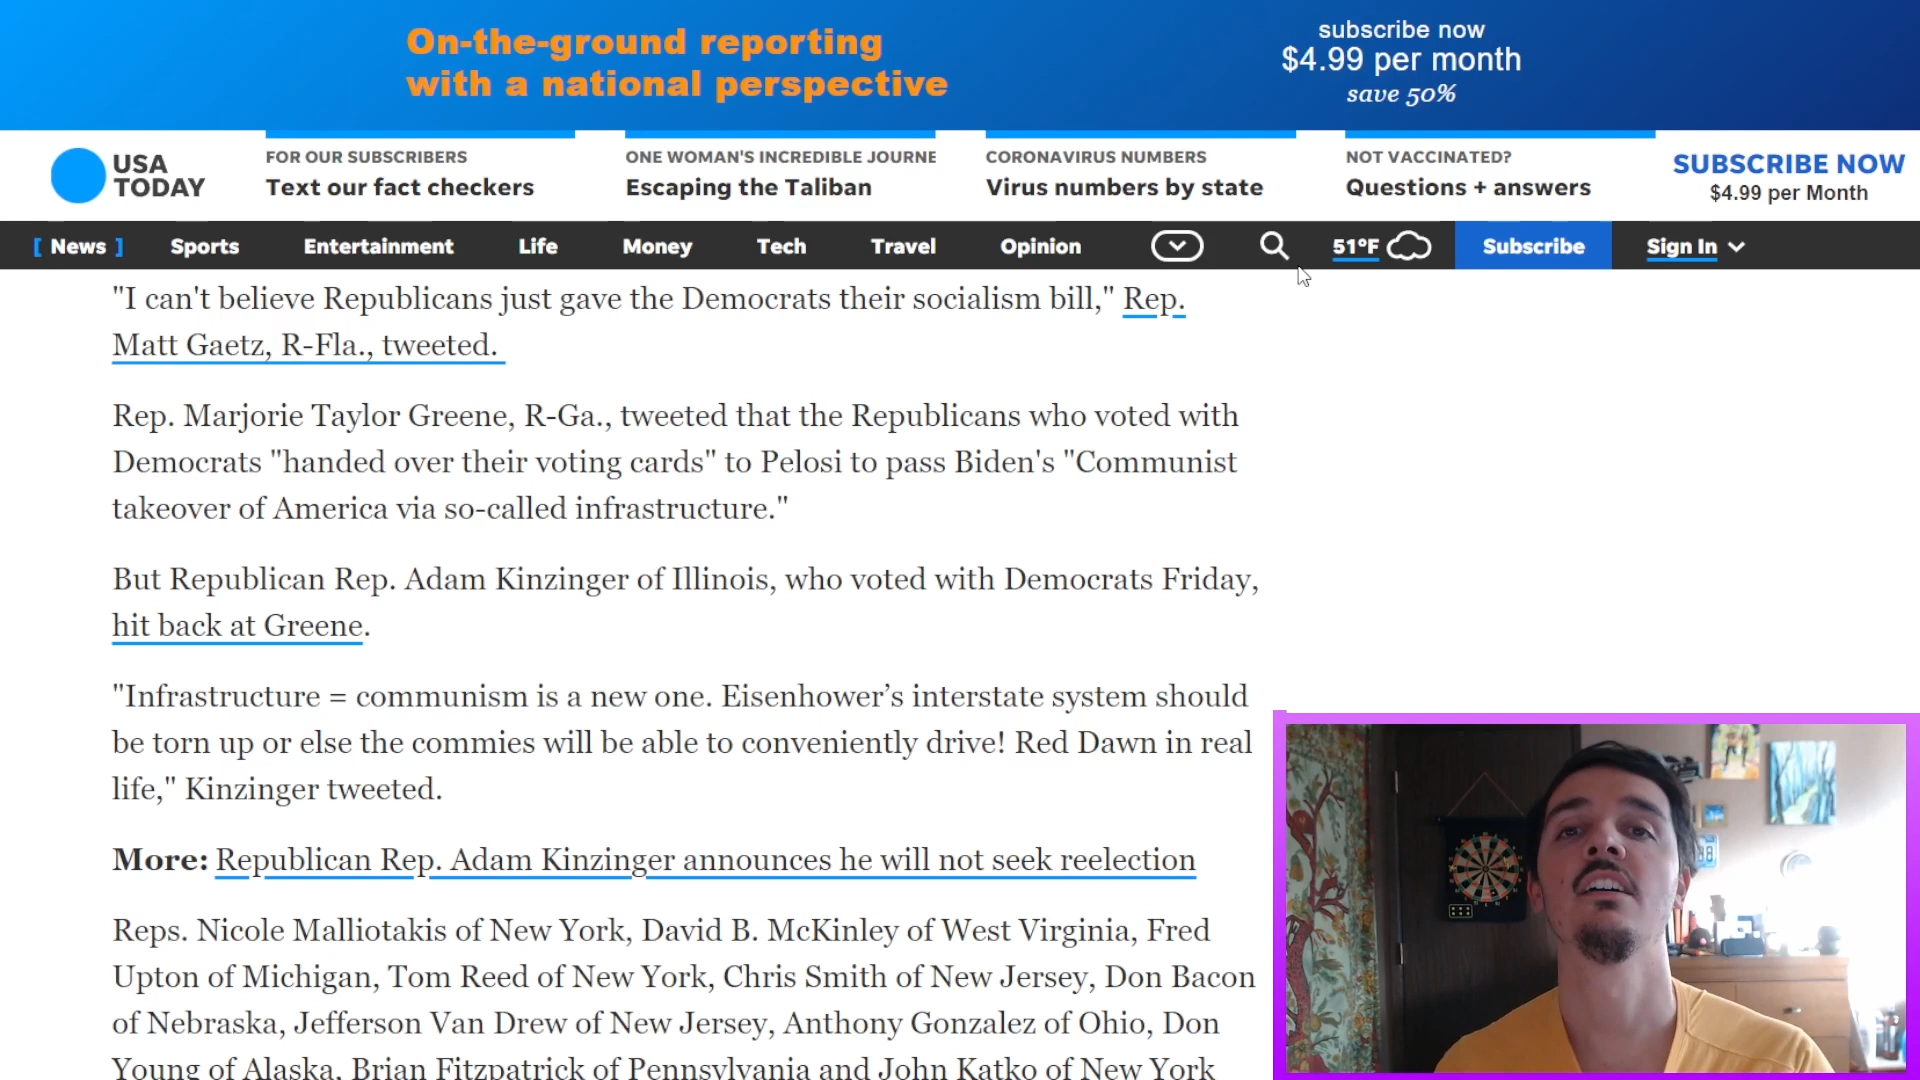 On-the-ground reporting
with a national perspective
subscribe now
$4.99 per month
save 50%
USA
TODAY
FOR OUR SUBSCRIBERS
Text our fact checkers
ONE WOMAN'S INCREDIBLE JOURNE
Escaping the Taliban
CORONAVIRUS NUMBERS
Virus numbers by state
NOT VACCINATED?
Questions + answers
SUBSCRIBE NOW
$4.99 per Month
[ News ] Sports Entertainment Life Money Tech Travel Opinion 51°F Subscribe Sign In
"I can't believe Republicans just gave the Democrats their socialism bill," Rep.
Matt Gaetz, R-Fla., tweeted.
Rep. Marjorie Taylor Greene, R-Ga., tweeted that the Republicans who voted with
Democrats "handed over their voting cards" to Pelosi to pass Biden's "Communist
takeover of America via so-called infrastructure."
But Republican Rep. Adam Kinzinger of Illinois, who voted with Democrats Friday,
hit back at Greene.
"Infrastructure = communism is a new one. Eisenhower’s interstate system should
be torn up or else the commies will be able to conveniently drive! Red Dawn in real
life," Kinzinger tweeted.
More: Republican Rep. Adam Kinzinger announces he will not seek reelection
Reps. Nicole Malliotakis of New York, David B. McKinley of West Virginia, Fred
Upton of Michigan, Tom Reed of New York, Chris Smith of New Jersey, Don Bacon
of Nebraska, Jefferson Van Drew of New Jersey, Anthony Gonzalez of Ohio, Don
Young of Alaska, Brian Fitzpatrick of Pennsylvania and John Katko of New York